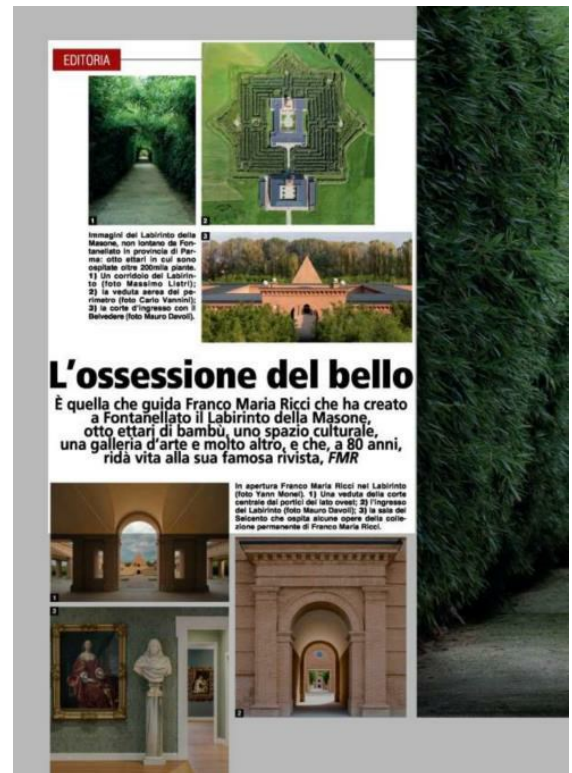 EDITORIA
1
2
3
Immagini del Labirinto della
Masone, non lontano da Fon-
tanellato in provincia di Par-
ma: otto ettari in cui sono
ospitate oltre 200mila piante.
1) Un corridoio del Labirin-
to (foto Massimo Listri);
2) la veduta aerea del pe-
rimetro (foto Carlo Vannini);
3) la corte d'ingresso con il
Belvedere (foto Mauro Davoli).
L'ossessione del bello
È quella che guida Franco Maria Ricci che ha creato
a Fontanellato il Labirinto della Masone,
otto ettari di bambù, uno spazio culturale,
una galleria d'arte e molto altro, e che, a 80 anni,
ridà vita alla sua famosa rivista, FMR
In apertura Franco Maria Ricci nel Labirinto
(foto Yann Monel). 1) Una veduta della corte
centrale dai portici del lato ovest; 2) l'ingresso
del Labirinto (foto Mauro Davoli); 3) la sala del
Seicento che ospita alcune opere della colle-
zione permanente di Franco Maria Ricci.
1
3
2